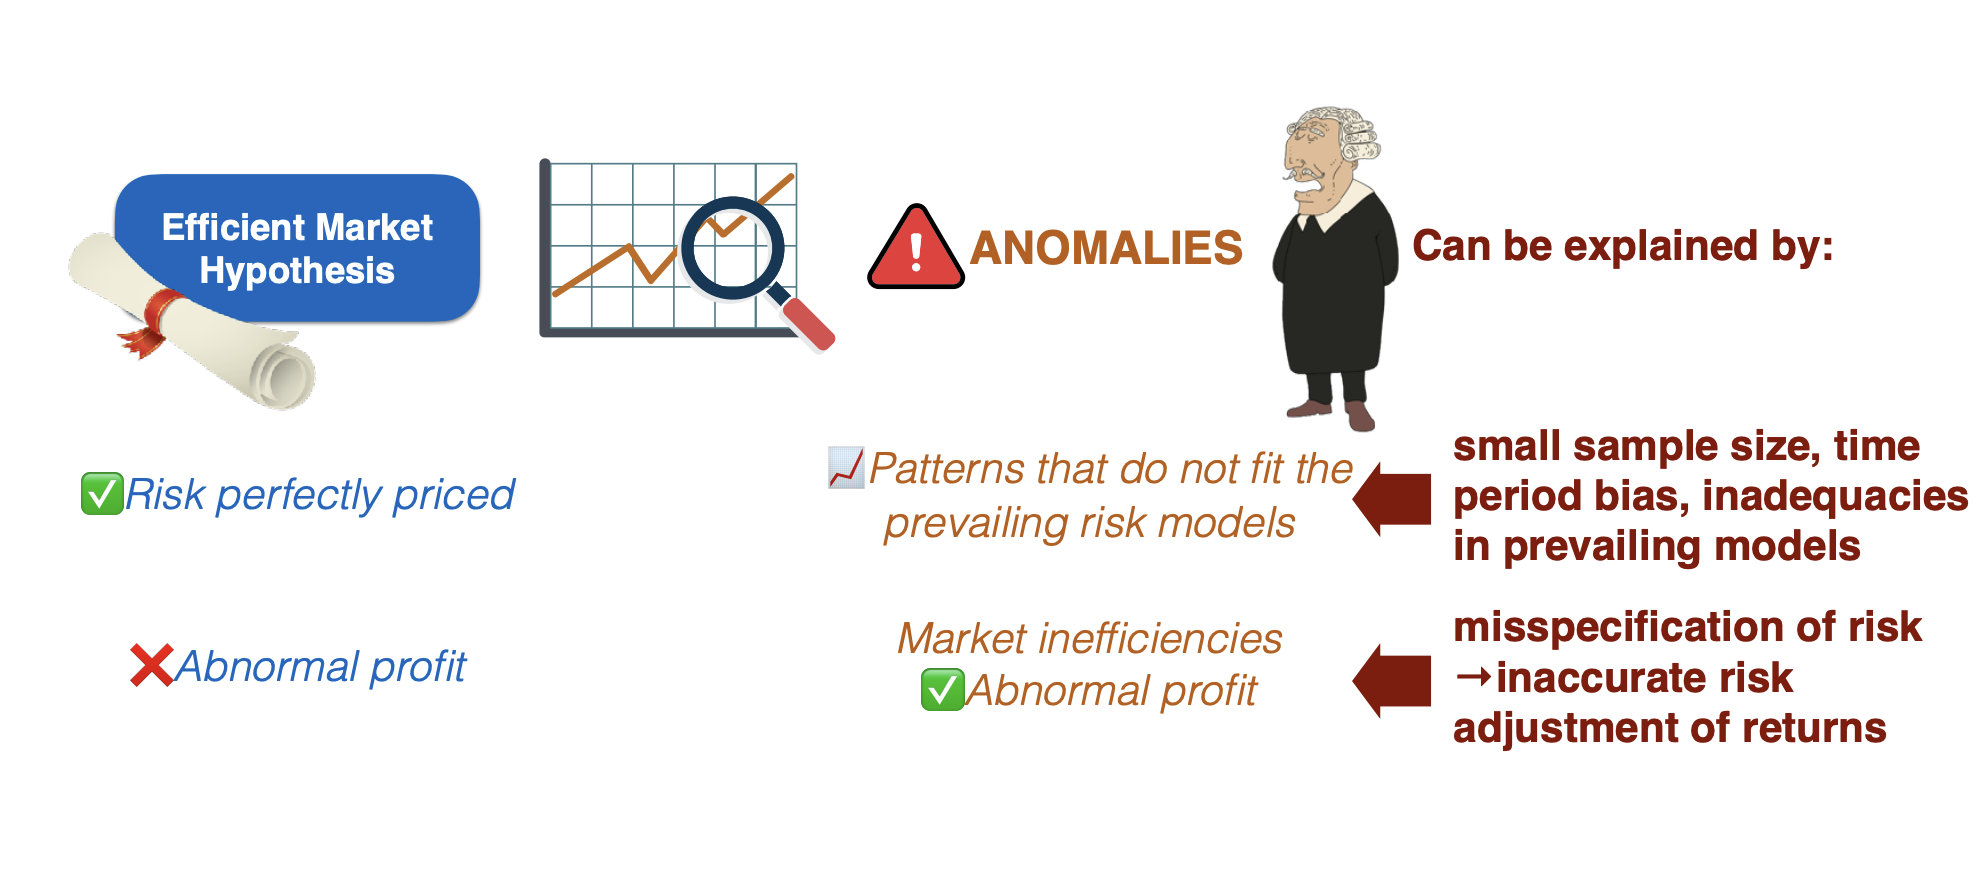 Efficient Market
Hypothesis
ANOMALIES
Can be explained by:
✅Risk perfectly priced
❌Abnormal profit
📈Patterns that do not fit the
prevailing risk models
Market inefficiencies
✅Abnormal profit
small sample size, time
period bias, inadequacies
in prevailing models
misspecification of risk
→inaccurate risk
adjustment of returns